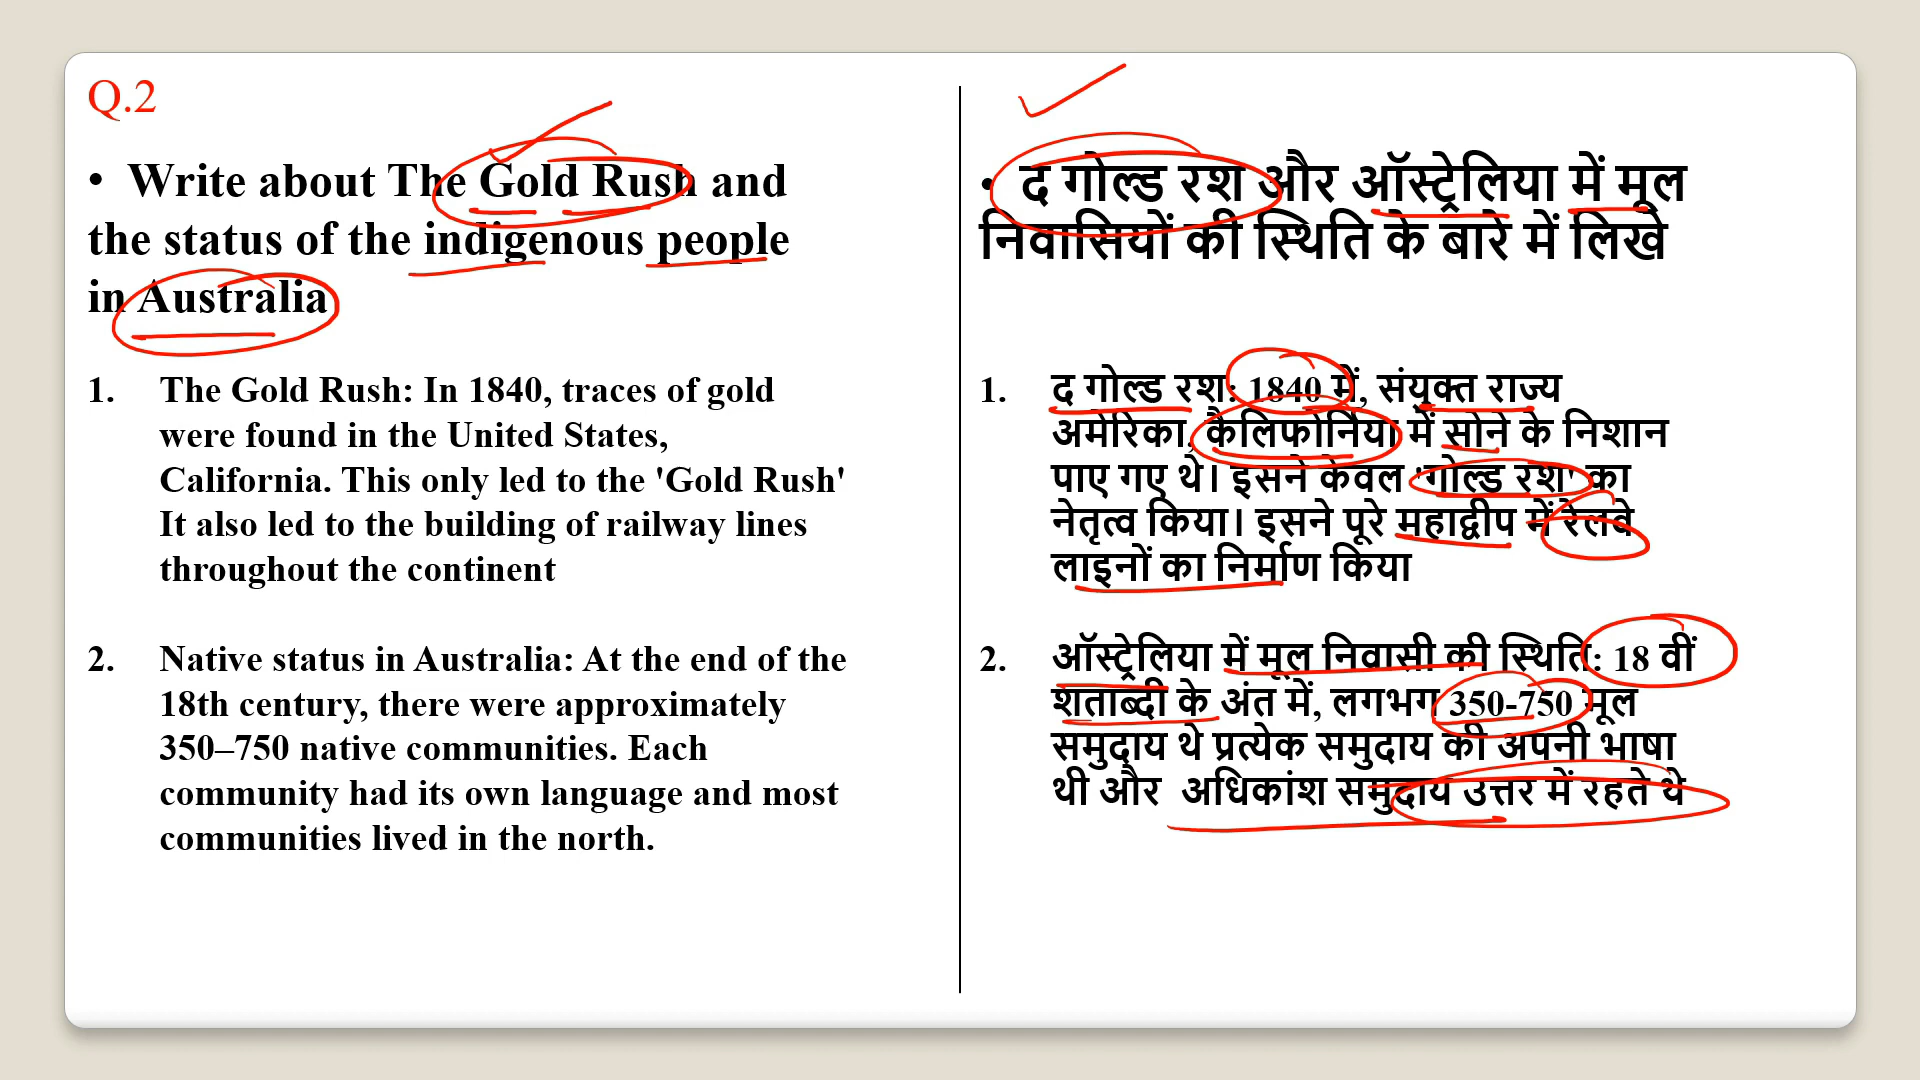 Q.2
• Write about The Gold Rush and
the status of the indigenous people
in Australia
1. The Gold Rush: In 1840, traces of gold
were found in the United States,
California. This only led to the 'Gold Rush'
It also led to the building of railway lines
throughout the continent
2. Native status in Australia: At the end of the
18th century, there were approximately
350–750 native communities. Each
community had its own language and most
communities lived in the north.
• द गोल्ड रश और ऑस्ट्रेलिया में मूल
निवासियों की स्थिति के बारे में लिखे
1. द गोल्ड रश: 1840 में, संयुक्त राज्य
अमेरिका, कैलिफोर्निया में सोने के निशान
पाए गए थे। इसने केवल 'गोल्ड रश' का
नेतृत्व किया। इसने पूरे महाद्वीप में रेलवे
लाइनों का निर्माण किया
2. ऑस्ट्रेलिया में मूल निवासी की स्थिति: 18 वीं
शताब्दी के अंत में, लगभग 350-750 मूल
समुदाय थे प्रत्येक समुदाय की अपनी भाषा
थी और अधिकांश समुदाय उत्तर में रहते थे